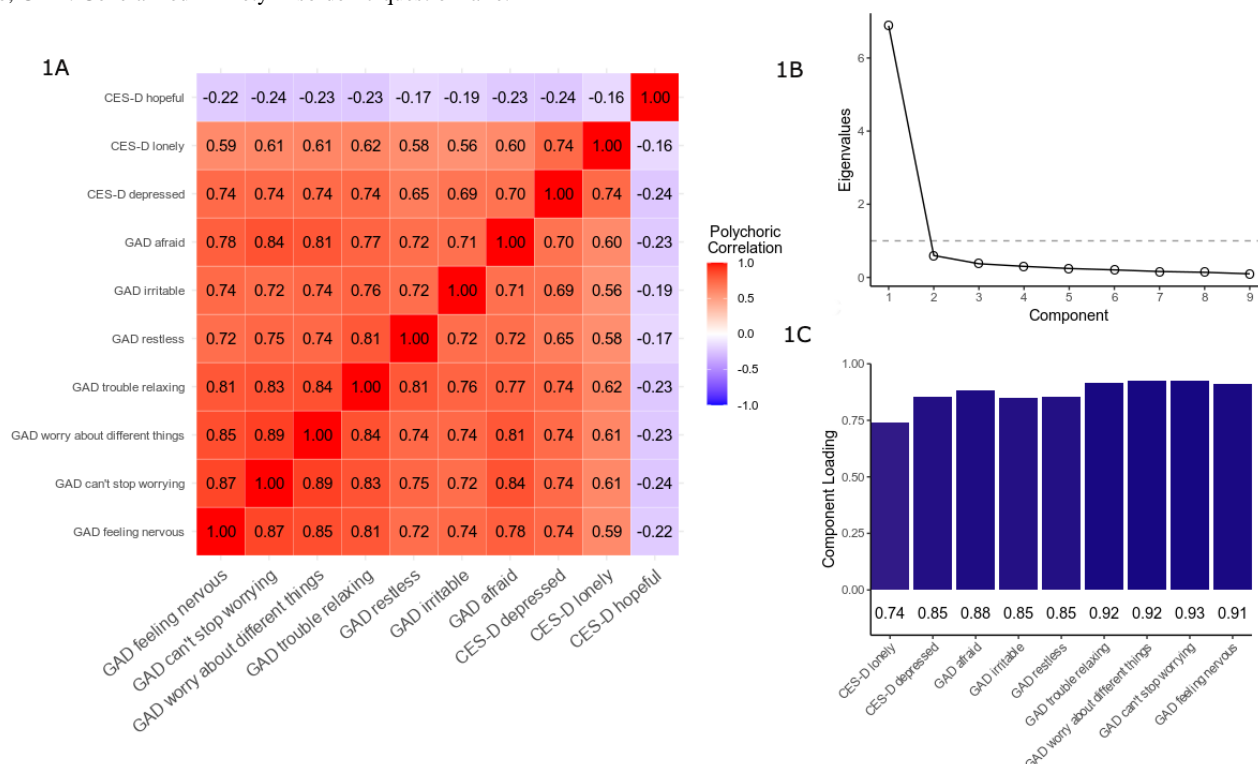 1A
CES-D hopeful -0.22 -0.24 -0.23 -0.23 -0.17 -0.19 -0.23 -0.24 -0.16 1.00
CES-D lonely 0.59 0.61 0.61 0.62 0.58 0.56 0.60 0.74 1.00 -0.16
CES-D depressed 0.74 0.74 0.74 0.74 0.65 0.69 0.70 1.00 0.74 -0.24
GAD afraid 0.78 0.84 0.81 0.77 0.72 0.71 1.00 0.70 0.60 -0.23
GAD irritable 0.74 0.72 0.74 0.76 0.72 1.00 0.71 0.69 0.56 -0.19
GAD restless 0.72 0.75 0.74 0.81 1.00 0.72 0.72 0.65 0.58 -0.17
GAD trouble relaxing 0.81 0.83 0.84 1.00 0.81 0.76 0.77 0.74 0.62 -0.23
GAD worry about different things 0.85 0.89 1.00 0.84 0.74 0.74 0.81 0.74 0.61 -0.23
GAD can't stop worrying 0.87 1.00 0.89 0.83 0.75 0.72 0.84 0.74 0.61 -0.24
GAD feeling nervous 1.00 0.87 0.85 0.81 0.72 0.74 0.78 0.74 0.59 -0.22
GAD feeling nervous
GAD can't stop worrying
GAD worry about different things
GAD trouble relaxing
GAD restless
GAD irritable
GAD afraid
CES-D depressed
CES-D lonely
CES-D hopeful
Polychoric
Correlation
1.0
0.5
0.0
-0.5
-1.0
1B
Eigenvalues
6
4
2
0
1 2 3 4 5 6 7 8 9
Component
1C
Component Loading
1.00
0.75
0.50
0.25
0.00
0.74 0.85 0.88 0.85 0.85 0.92 0.92 0.93 0.91
CES-D lonely
CES-D depressed
GAD afraid
GAD irritable
GAD restless
GAD trouble relaxing
GAD worry about different things
GAD can't stop worrying
GAD feeling nervous